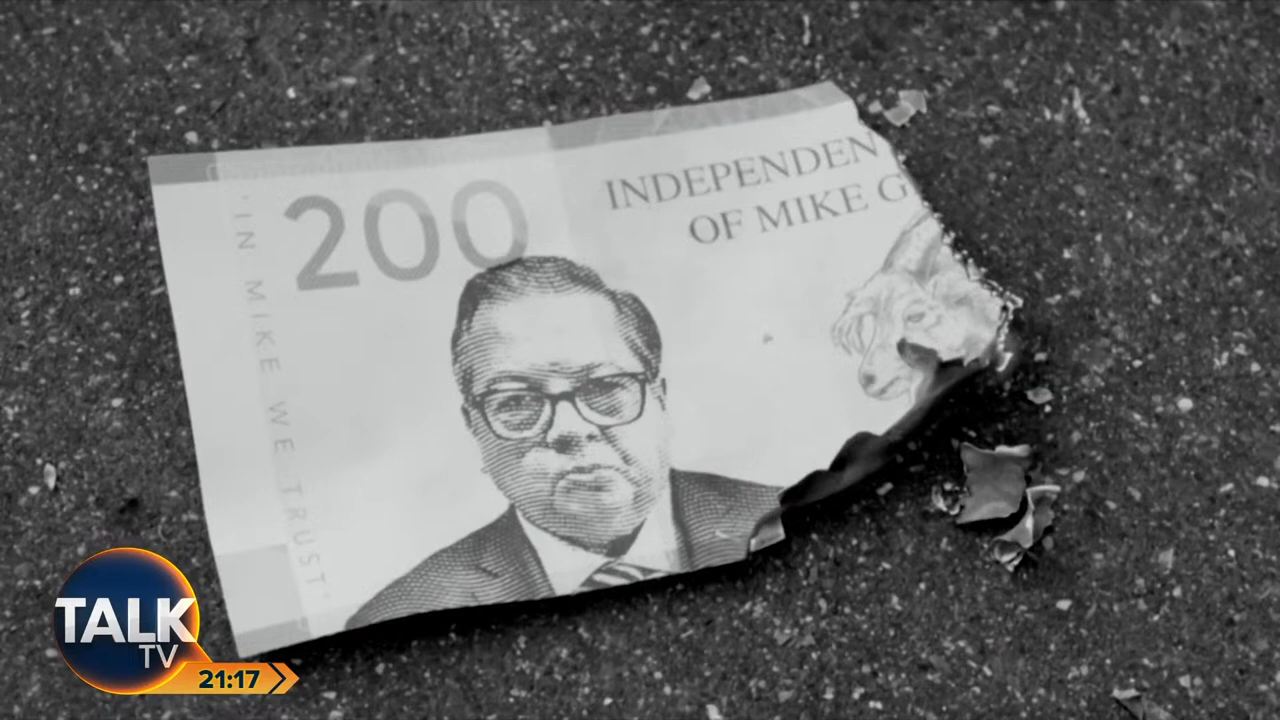 200
INDEPENDEN
OF MIKE G
'IN MIKE WE TRUST'
TALK
TV
21:17